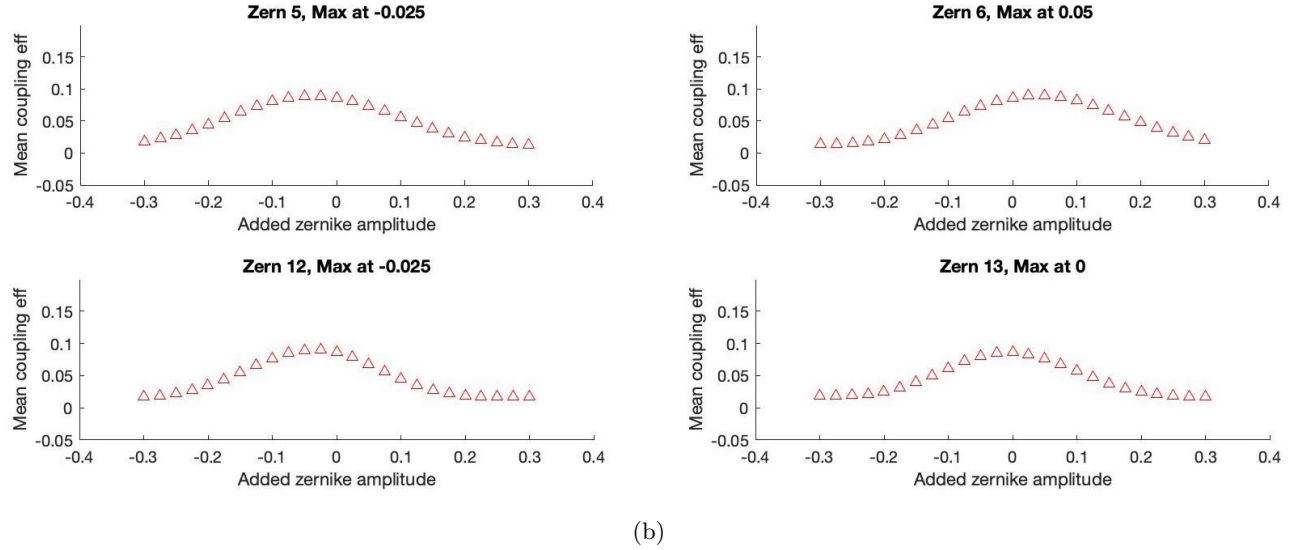 Zern 5, Max at -0.025
Mean coupling eff
0.15
0.1
0.05
0
-0.05
-0.4 -0.3 -0.2 -0.1 0 0.1 0.2 0.3 0.4
Added zernike amplitude
Zern 6, Max at 0.05
Mean coupling eff
0.15
0.1
0.05
0
-0.05
-0.4 -0.3 -0.2 -0.1 0 0.1 0.2 0.3 0.4
Added zernike amplitude
Zern 12, Max at -0.025
Mean coupling eff
0.15
0.1
0.05
0
-0.05
-0.4 -0.3 -0.2 -0.1 0 0.1 0.2 0.3 0.4
Added zernike amplitude
Zern 13, Max at 0
Mean coupling eff
0.15
0.1
0.05
0
-0.05
-0.4 -0.3 -0.2 -0.1 0 0.1 0.2 0.3 0.4
Added zernike amplitude
(b)